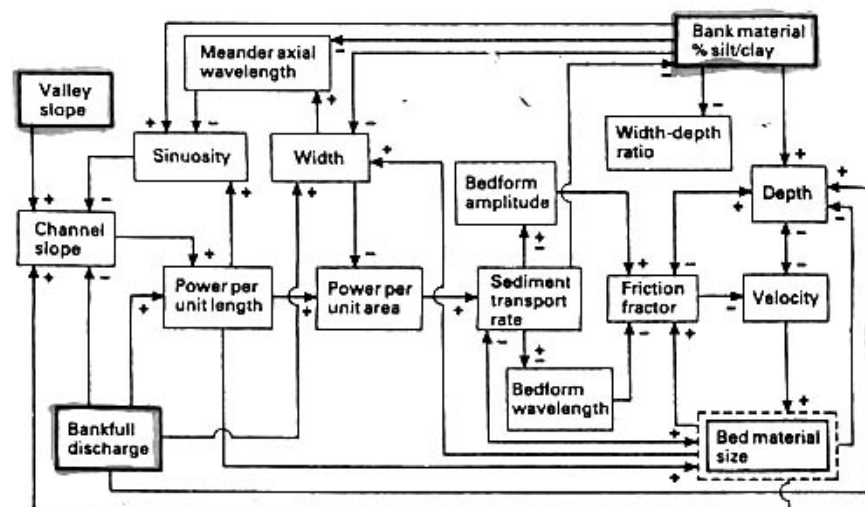 Bank material
% silt/clay
Meander axial
wavelength
Valley
slope
Width-depth
ratio
Sinuosity
Width
Bedform
amplitude
Depth
Channel
slope
Power per
unit length
Power per
unit area
Sediment
transport
rate
Friction
fractor
Velocity
Bedform
wavelength
Bankfull
discharge
Bed material
size